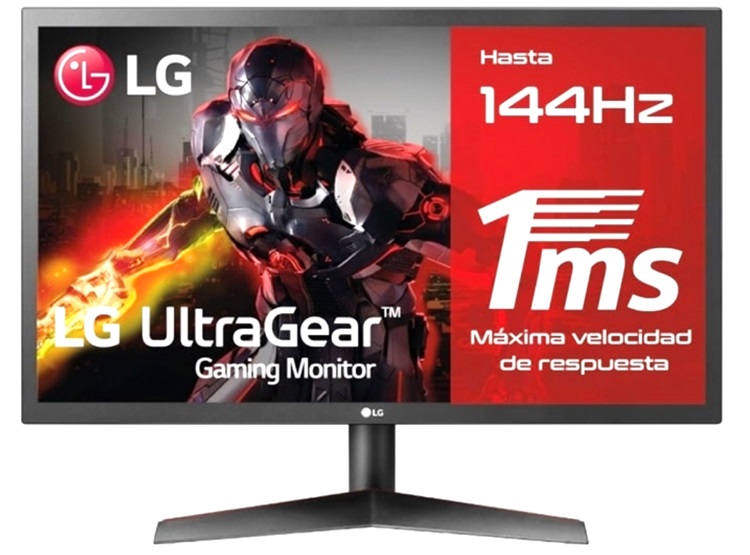 LG
Hasta
144Hz
1ms
LG UltraGear™
Gaming Monitor
Máxima velocidad
de respuesta
LG